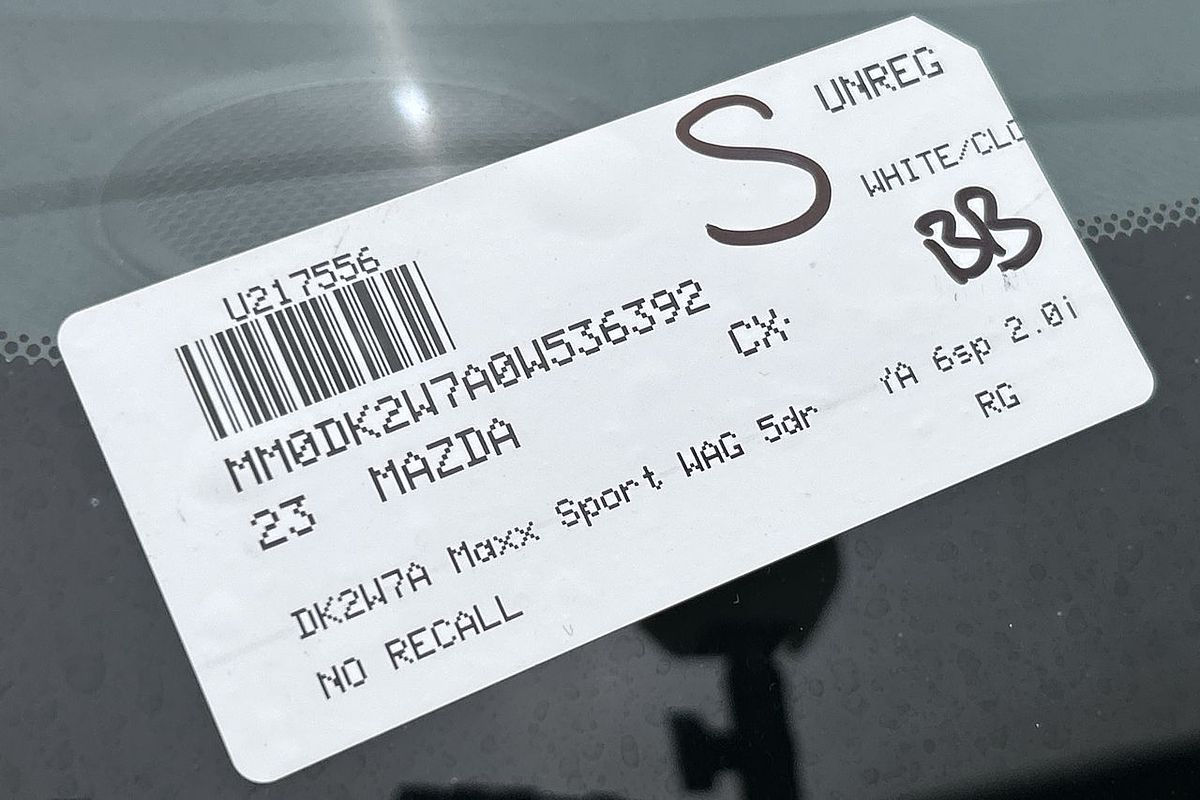 S UNREG
WHITE/CLO
BB
U217556
MM0DK2W7A0W536392
23 MAZDA CX-
DK2W7A Maxx Sport WAG 5dr YA 6sp 2.0i
NO RECALL RG